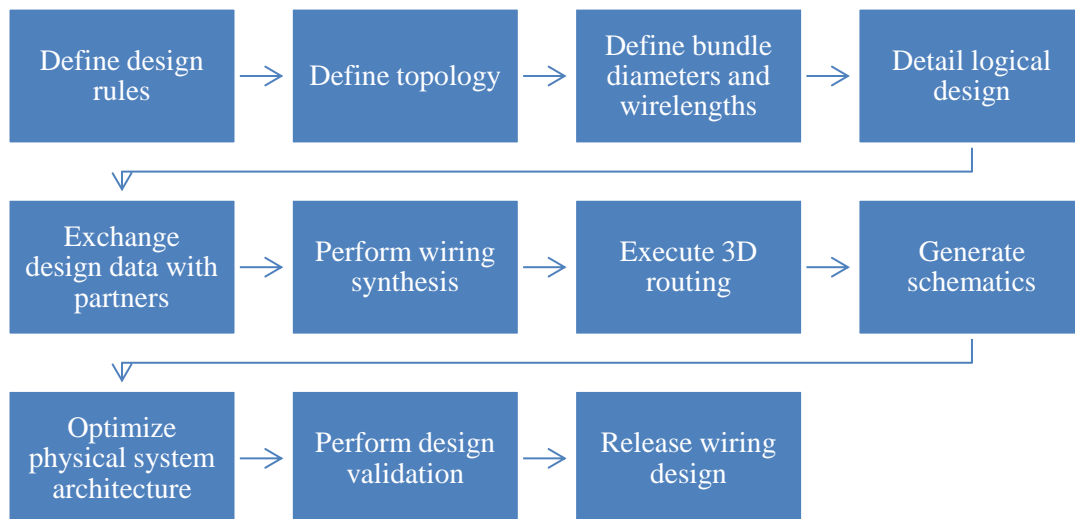 Define design
rules
Define topology
Define bundle
diameters and
wirelengths
Detail logical
design
Exchange
design data with
partners
Perform wiring
synthesis
Execute 3D
routing
Generate
schematics
Optimize
physical system
architecture
Perform design
validation
Release wiring
design